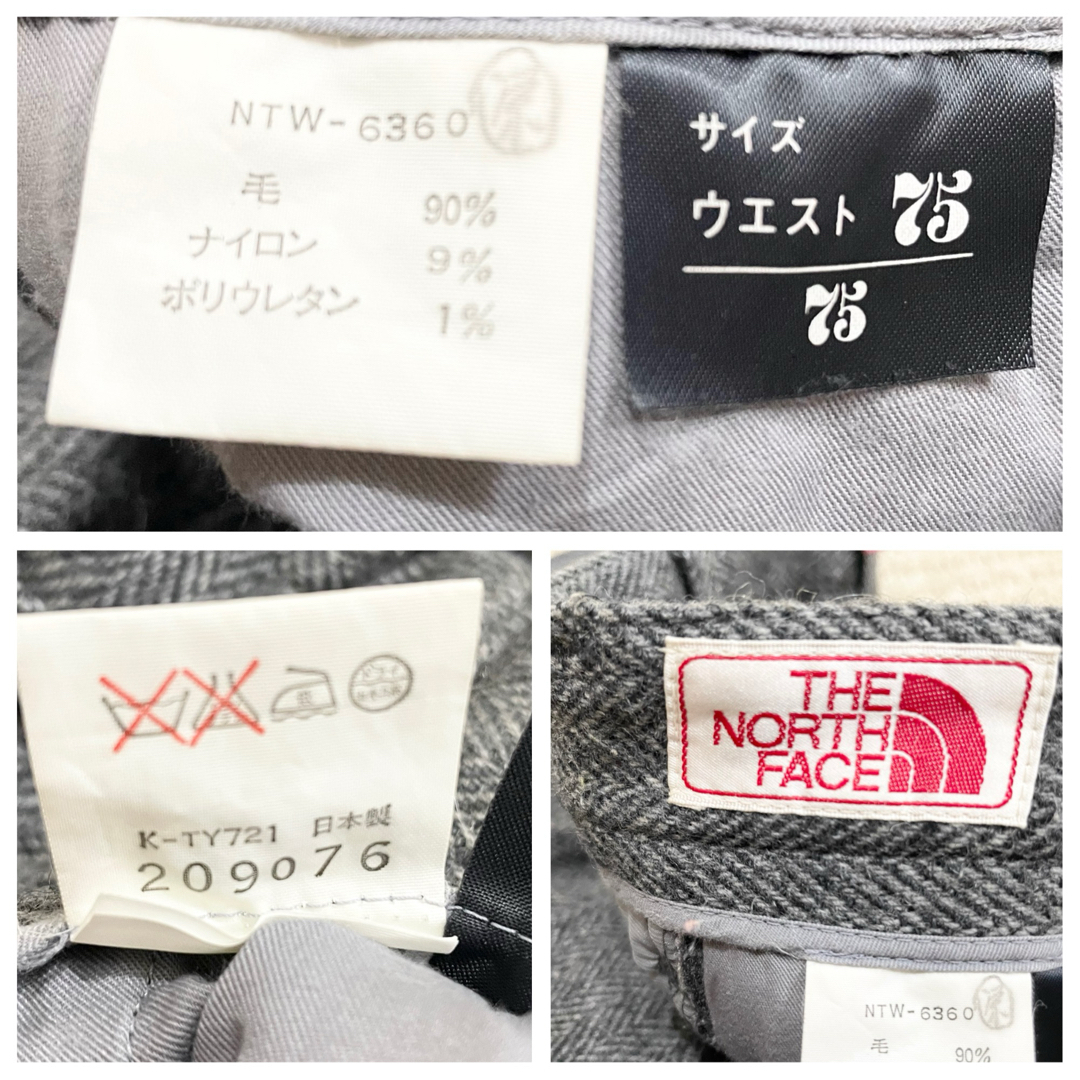 NTW-6360
毛 90%
ナイロン 9%
ポリウレタン 1%
サイズ
ウエスト 75
75
K-TY721 日本製
209076
THE
NORTH
FACE
NTW-6360
毛 90%